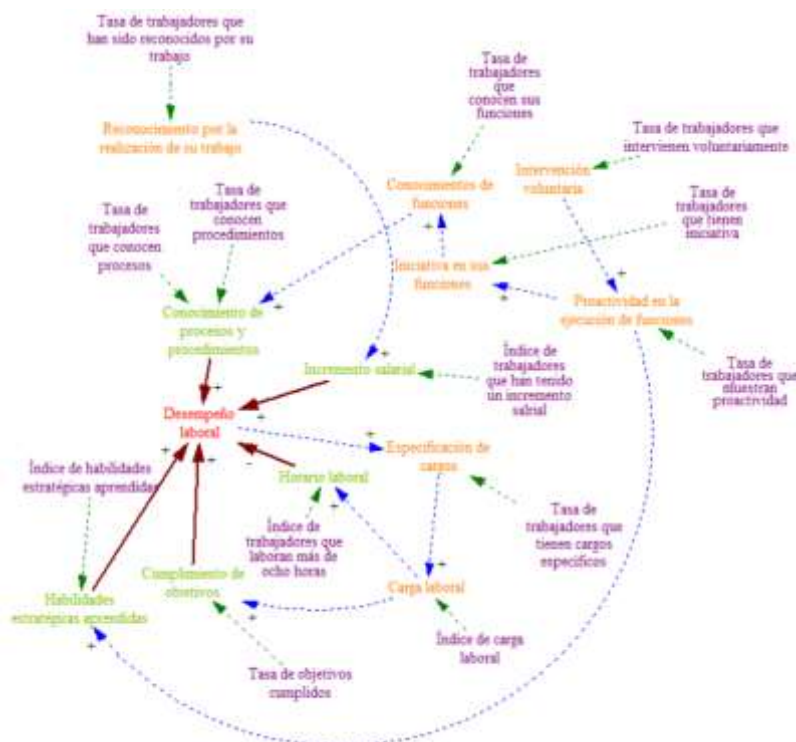 Tasa de trabajadores que
han sido reconocidos por su
trabajo
Reconocimiento por la
realización de su trabajo
Tasa de
trabajadores
que
conocen sus
funciones
Tasa de trabajadores que
intervienen voluntariamente
Conocimientos de
funciones
Intervención
voluntaria
Tasa de
trabajadores
que conocen
procesos
Tasa de
trabajadores que
conocen
procedimientos
Tasa de
trabajadores
que tienen
iniciativa
+
Iniciativa en sus
funciones
+
+
Proactividad en la
ejecución de funciones
+
Conocimiento de
procesos y
procedimientos
+
Incremento salarial
Índice de
trabajadores
que han tenido
un incremento
salrial
Tasa de
trabajadores que
muestran
proactividad
+
+
Desempeño
laboral
+
+
-
+
Especificación de
cargos
Índice de habilidades
estratégicas aprendidas
Horario laboral
+
Índice de
trabajadores que
laboran más de
ocho horas
Tasa de
trabajadores que
tienen cargos
específicos
Cumplimiento de
objetivos
+
+
Carga laboral
Habilidades
estratégicas aprendidas
+
Índice de carga
laboral
Tasa de objetivos
cumplidos